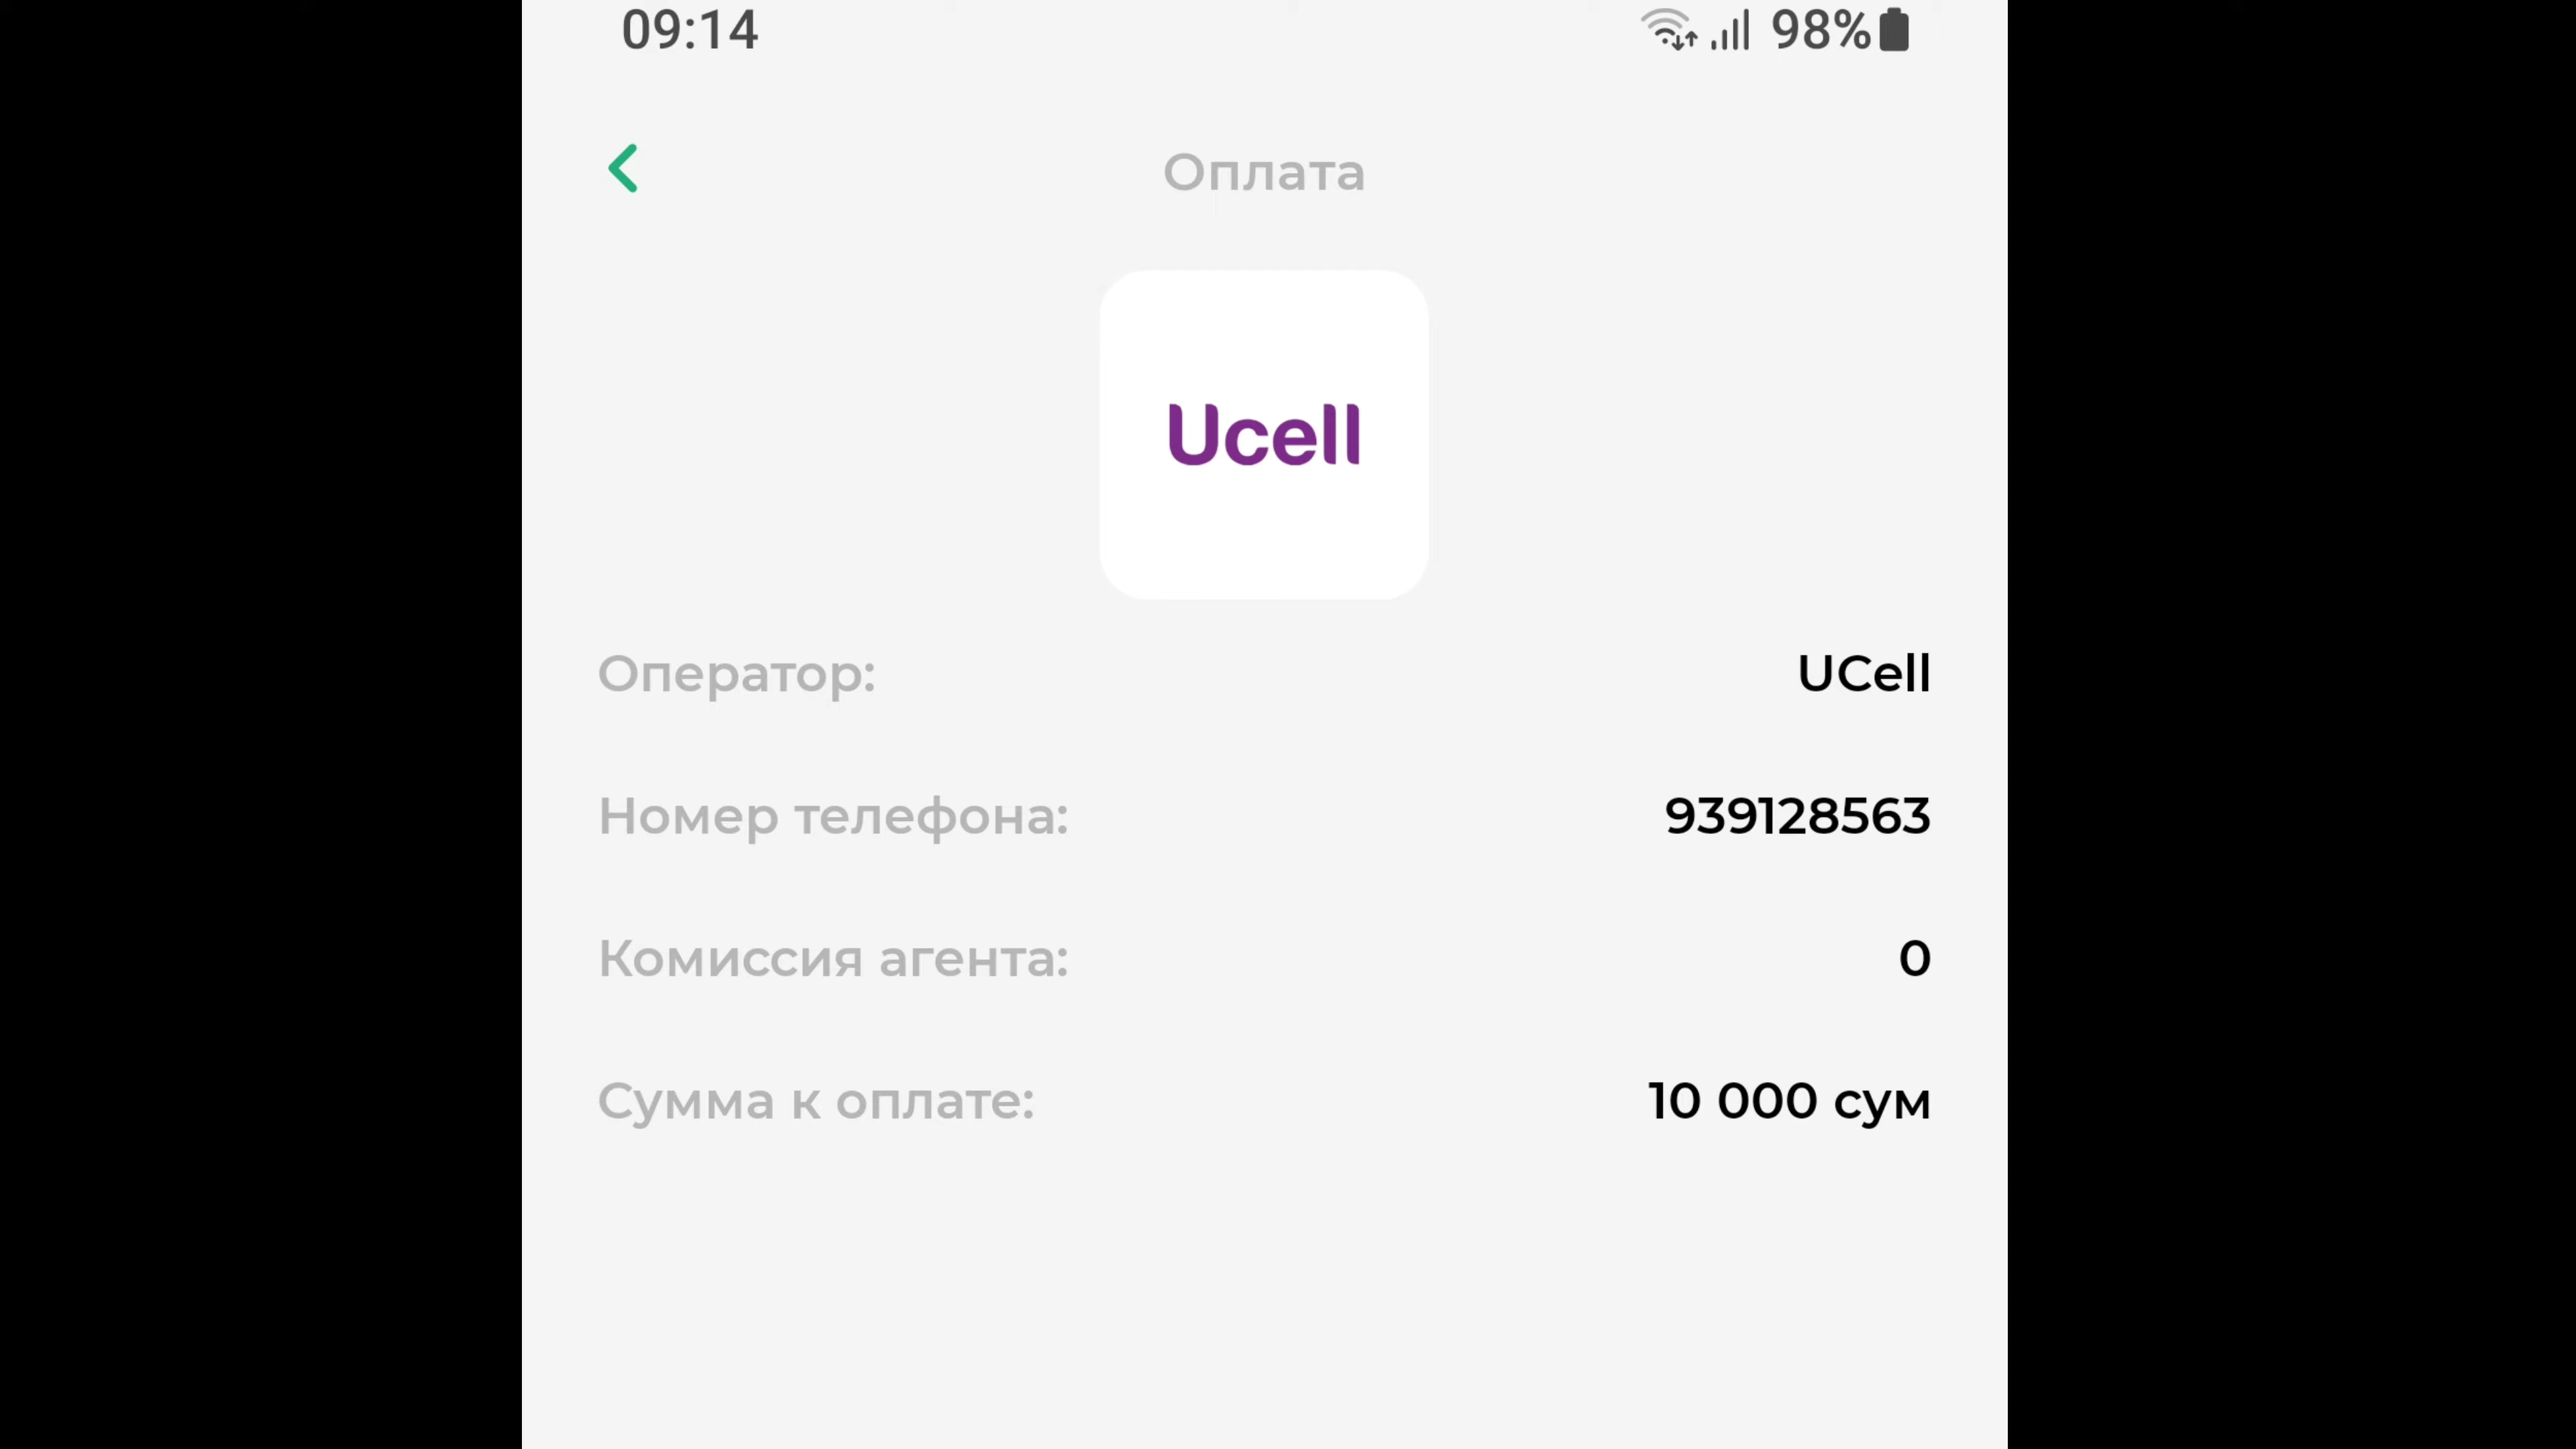 09:14 98%
Оплата
Ucell
Оператор: UCell
Номер телефона: 939128563
Комиссия агента: 0
Сумма к оплате: 10 000 сум